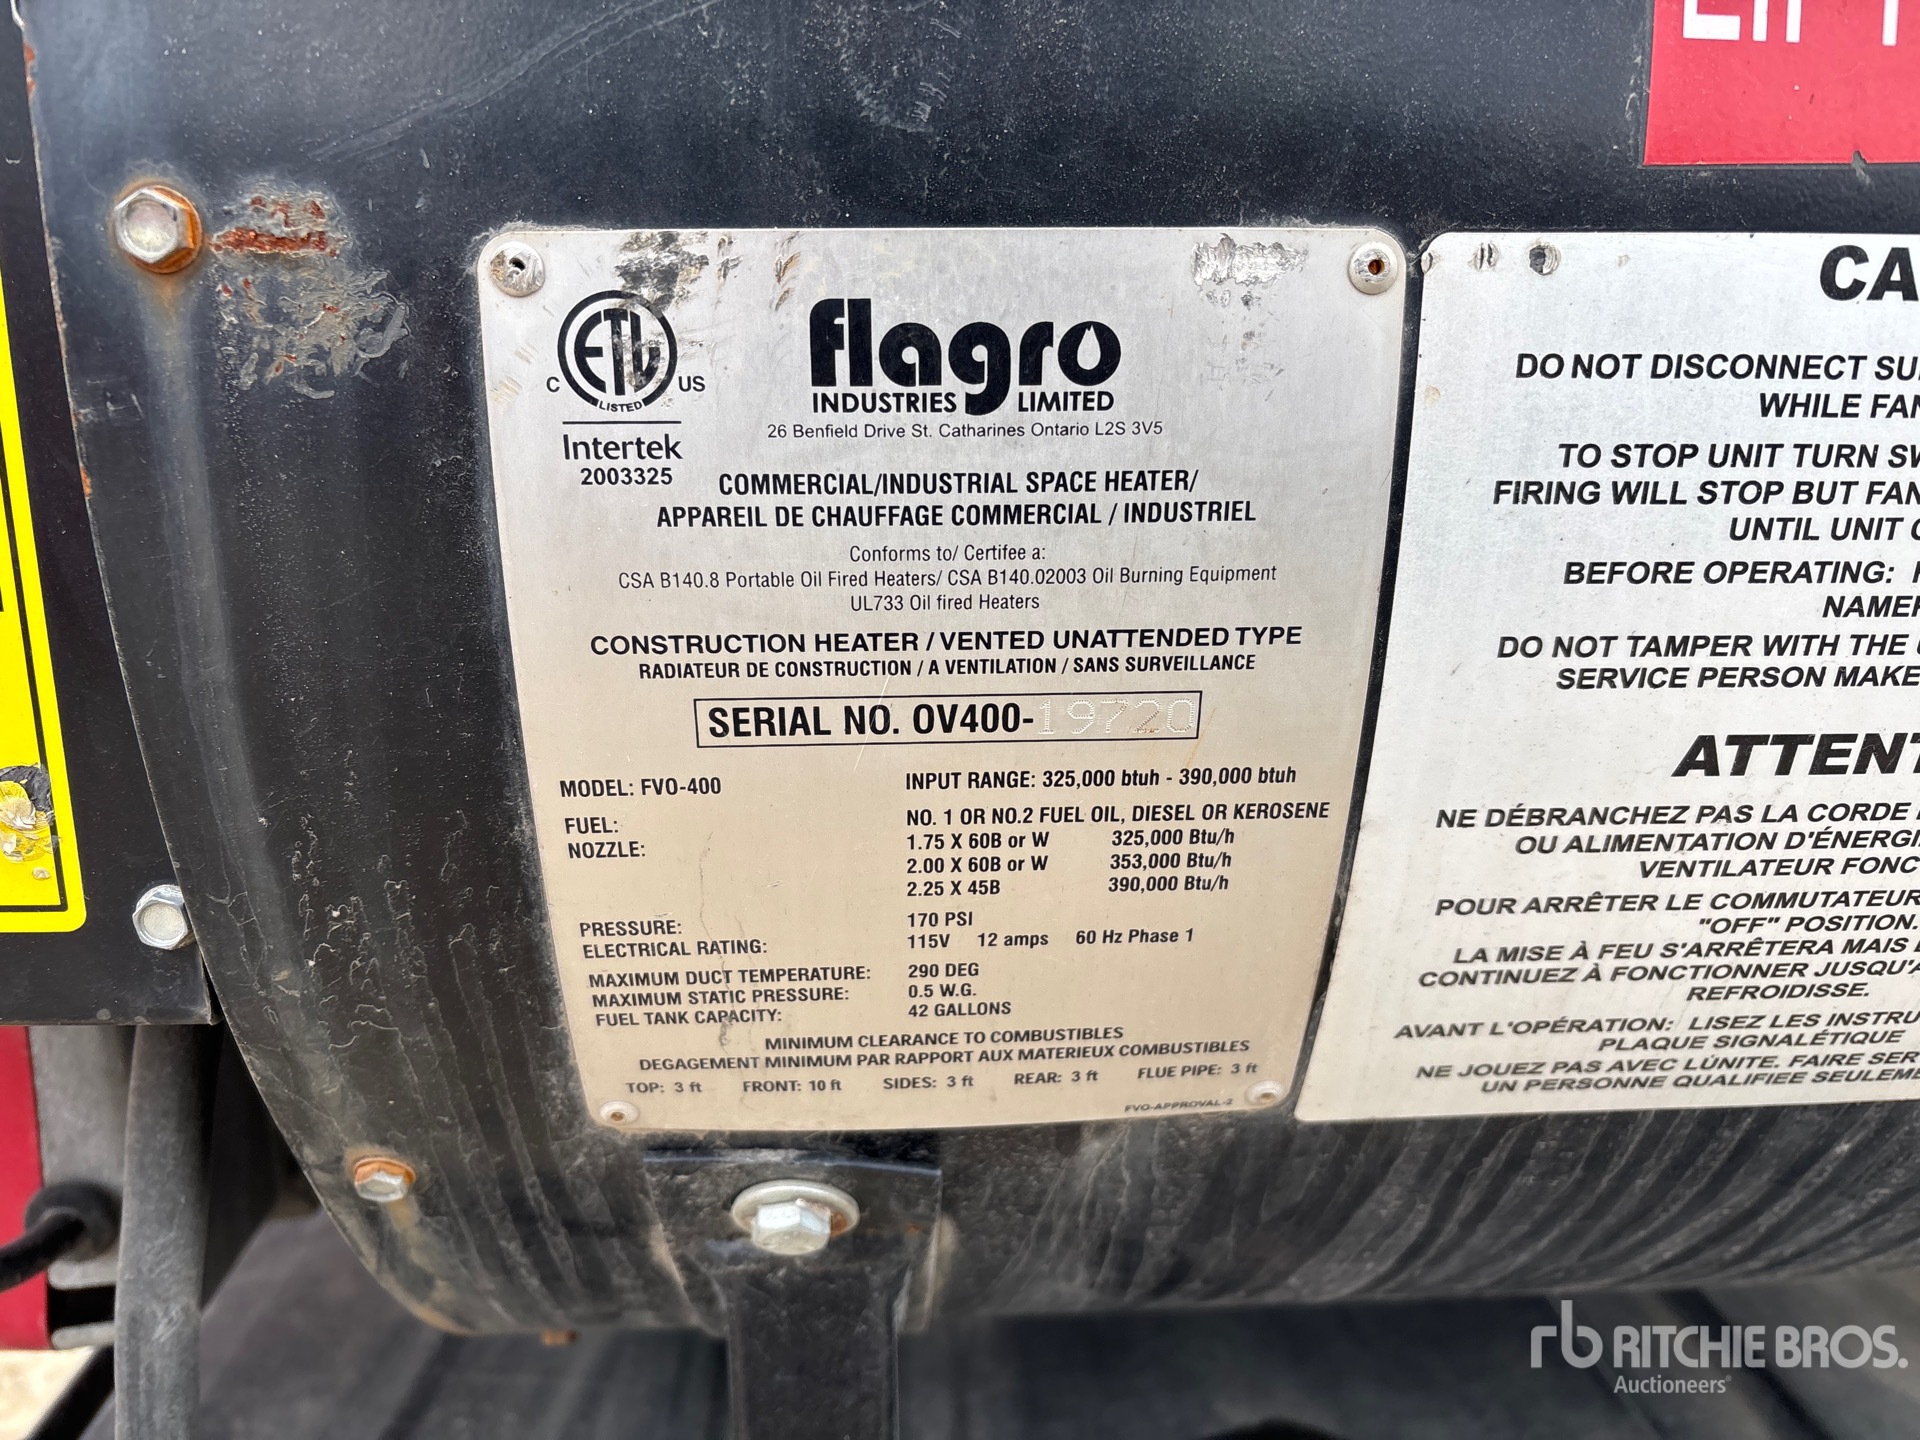 C ETL US
LISTED
Intertek
2003325
flagro
INDUSTRIES LIMITED
26 Benfield Drive St. Catharines Ontario L2S 3V5
COMMERCIAL/INDUSTRIAL SPACE HEATER/
APPAREIL DE CHAUFFAGE COMMERCIAL / INDUSTRIEL
Conforms to/ Certifee a:
CSA B140.8 Portable Oil Fired Heaters/ CSA B140.02003 Oil Burning Equipment
UL733 Oil fired Heaters
CONSTRUCTION HEATER / VENTED UNATTENDED TYPE
RADIATEUR DE CONSTRUCTION / A VENTILATION / SANS SURVEILLANCE
SERIAL NO. OV400-19720
MODEL: FVO-400 INPUT RANGE: 325,000 btuh - 390,000 btuh
FUEL: NO. 1 OR NO.2 FUEL OIL, DIESEL OR KEROSENE
NOZZLE: 1.75 X 60B or W 325,000 Btu/h
2.00 X 60B or W 353,000 Btu/h
2.25 X 45B 390,000 Btu/h
PRESSURE: 170 PSI
ELECTRICAL RATING: 115V 12 amps 60 Hz Phase 1
MAXIMUM DUCT TEMPERATURE: 290 DEG
MAXIMUM STATIC PRESSURE: 0.5 W.G.
FUEL TANK CAPACITY: 42 GALLONS
MINIMUM CLEARANCE TO COMBUSTIBLES
DEGAGEMENT MINIMUM PAR RAPPORT AUX MATERIEUX COMBUSTIBLES
TOP: 3 ft FRONT: 10 ft SIDES: 3 ft REAR: 3 ft FLUE PIPE: 3 ft
FVO-APPROVAL-2
CA
DO NOT DISCONNECT SU
WHILE FAN
TO STOP UNIT TURN SW
FIRING WILL STOP BUT FAN
UNTIL UNIT
BEFORE OPERATING:
NAME
DO NOT TAMPER WITH THE
SERVICE PERSON MAKE
ATTENT
NE DÉBRANCHEZ PAS LA CORDE
OU ALIMENTATION D'ÉNERGI
VENTILATEUR FONC
POUR ARRÊTER LE COMMUTATEUR
"OFF" POSITION.
LA MISE À FEU S'ARRÊTERA MAIS
CONTINUEZ À FONCTIONNER JUSQU'A
REFROIDISSE.
AVANT L'OPÉRATION: LISEZ LES INSTRU
PLAQUE SIGNALÉTIQUE
NE JOUEZ PAS AVEC LÚNITE. FAIRE SER
UN PERSONNE QUALIFIEE SEULEME
rb RITCHIE BROS.
Auctioneers